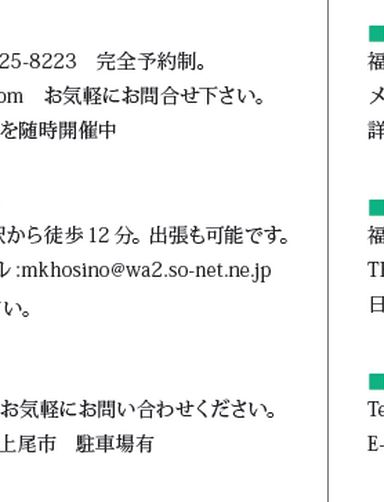 25-8223　完全予約制。
om　お気軽にお問合せ下さい。
を随時開催中
から徒歩 12 分。出張も可能です。
ル :mkhosino@wa2.so-net.ne.jp
い。
お気軽にお問い合わせください。
上尾市　駐車場有
福
メ
詳
福
TE
日
Te
E-